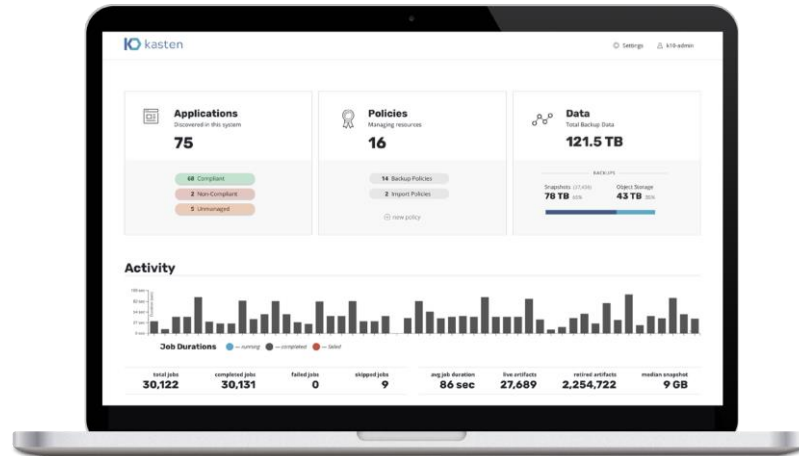 kasten
Settings
k10-admin
Applications
Discovered in this system
75
68 Compliant
2 Non-Compliant
5 Unmanaged
Policies
Managing resources
16
14 Backup Policies
2 Import Policies
new policy
Data
Total Backup Data
121.5 TB
BACKUPS
Snapshots
78 TB
Object Storage
43 TB
Activity
100 sec
0 sec
Job Durations
running
completed
failed
total jobs
30,122
completed jobs
30,131
failed jobs
0
skipped jobs
9
avg job duration
86 sec
live artifacts
27,689
retired artifacts
2,254,722
median snapshot
9 GB